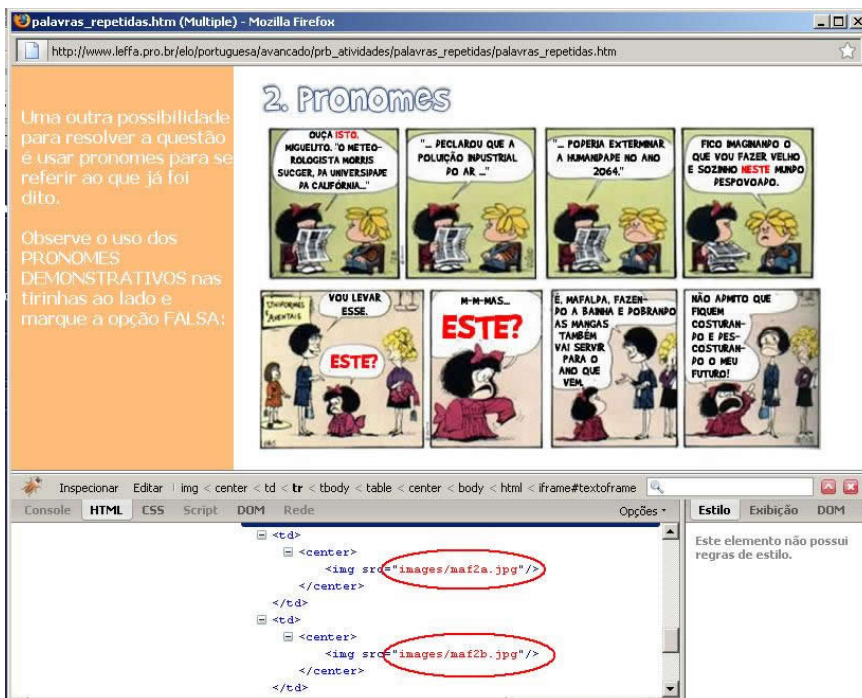 palavras_repetidas.htm (Multiple) - Mozilla Firefox
http://www.leffa.pro.br/elo/portuguesa/avancado/prb_atividades/palavras_repetidas/palavras_repetidas.htm
Uma outra possibilidade
para resolver a questão
é usar pronomes para se
referir ao que já foi
dito.
Observe o uso dos
PRONOMES
DEMONSTRATIVOS nas
tirinhas ao lado e
marque a opção FALSA:
2. Pronomes
OUÇA ISTO,
MIGUELITO. "O METEO-
ROLOGISTA MORRIS
SUCGER, DA UNIVERSIDADE
DA CALIFÓRNIA..."
"... DECLAROU QUE A
POLUIÇÃO INDUSTRIAL
DO AR ..."
"... PODERIA EXTERMINAR
A HUMANIDADE NO ANO
2064."
FICO IMAGINANDO O
QUE VOU FAZER VELHO
E SOZINHO NESTE MUNDO
DESPOVOADO.
UNIFORMES
E AVENTAIS
VOU LEVAR
ESSE.
ESTE?
M-M-MAS...
ESTE?
É, MAFALDA, FAZEN-
DO A BAINHA E DOBRANDO
AS MANGAS
TAMBÉM
VAI SERVIR
PARA O
ANO QUE
VEM.
NÃO ADMITO QUE
FIQUEM
COSTURAN-
DO E DES-
COSTURAN-
DO O MEU
FUTURO!
Inspecionar Editar img < center < td < tr < tbody < table < center < body < html < iframe#textoframe
Console HTML CSS Script DOM Rede Opções
Estilo Exibição DOM
<td>
<center>
<img src="images/maf2a.jpg"/>
</center>
</td>
<td>
<center>
<img src="images/maf2b.jpg"/>
</center>
</td>
Este elemento não possui
regras de estilo.